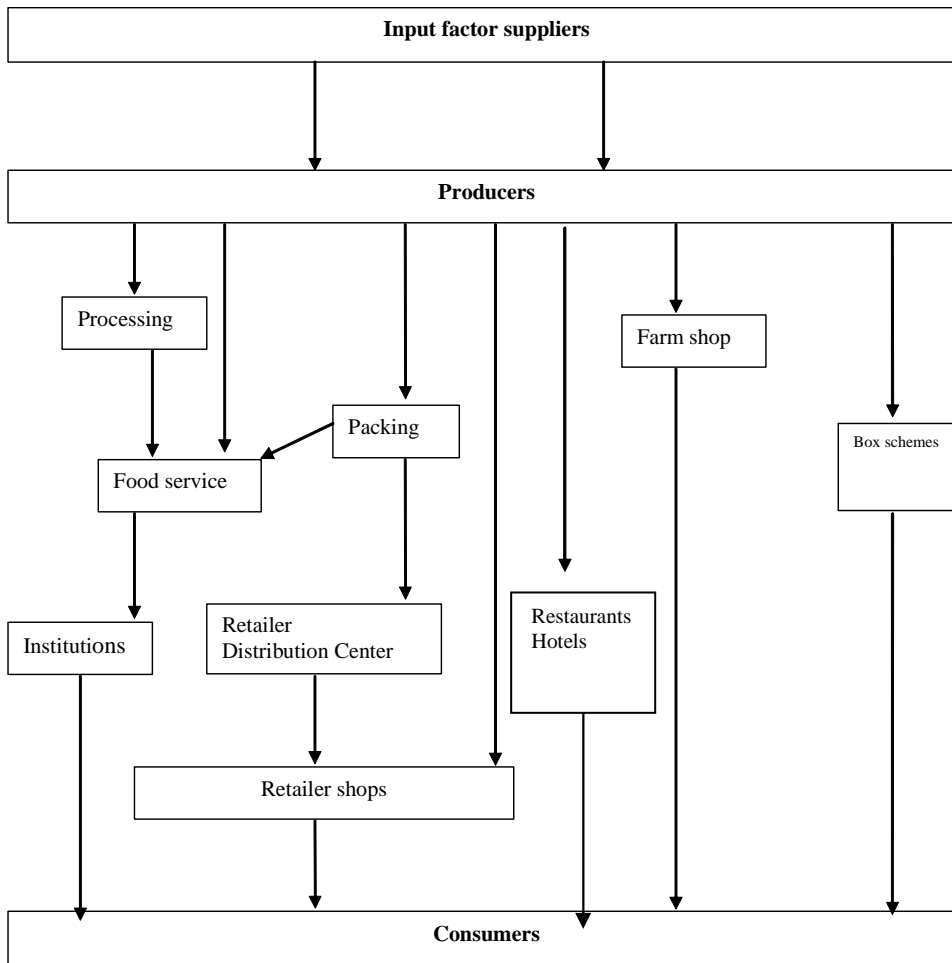 Input factor suppliers
Producers
Processing
Farm shop
Packing
Box schemes
Food service
Retailer
Distribution Center
Restaurants
Hotels
Institutions
Retailer shops
Consumers